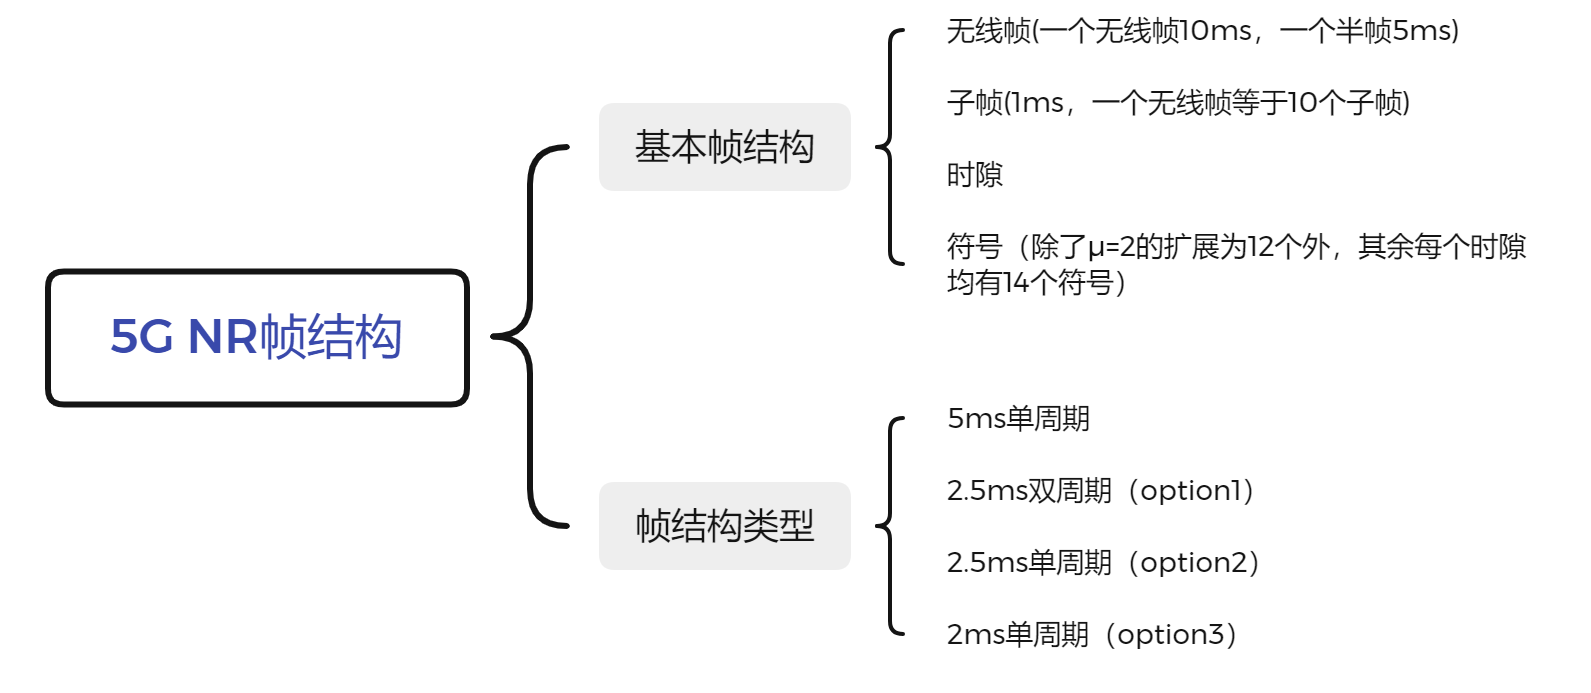 5G NR帧结构
基本帧结构
无线帧(一个无线帧10ms，一个半帧5ms)
子帧(1ms，一个无线帧等于10个子帧)
时隙
符号（除了μ=2的扩展为12个外，其余每个时隙
均有14个符号）
帧结构类型
5ms单周期
2.5ms双周期（option1）
2.5ms单周期（option2）
2ms单周期（option3）